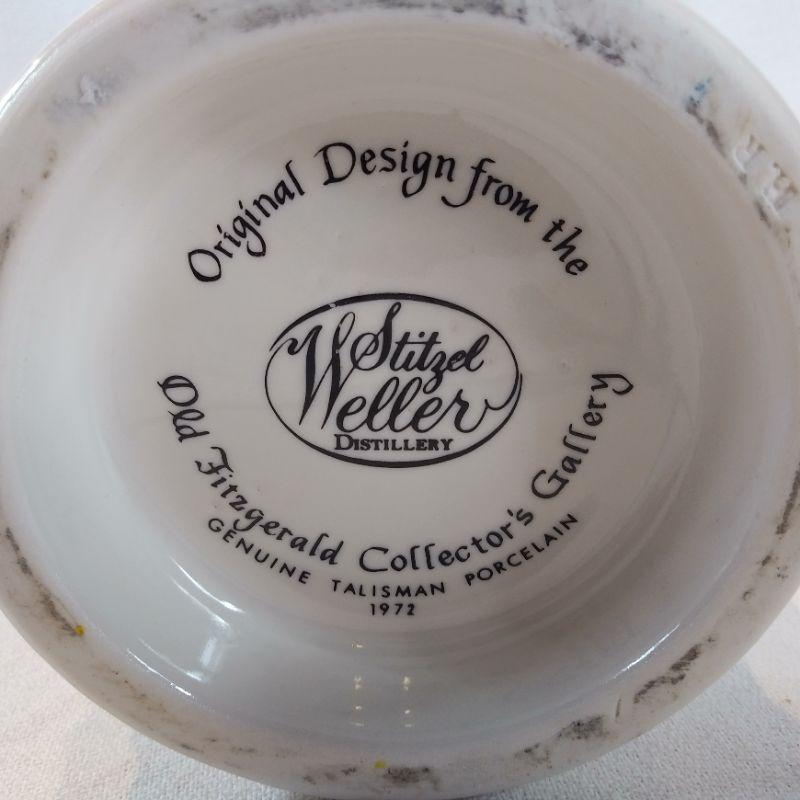 Original Design from the
Stitzel
Weller
DISTILLERY
Old Fitzgerald Collector's Gallery
GENUINE TALISMAN PORCELAIN
1972